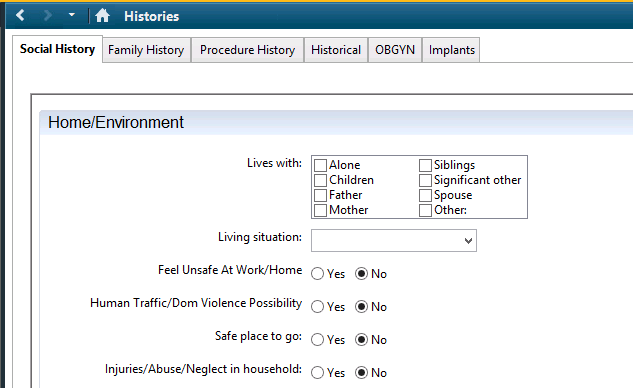 Histories
Social History Family History Procedure History Historical OBGYN Implants
Home/Environment
Lives with: Alone Siblings
Children Significant other
Father Spouse
Mother Other:
Living situation:
Feel Unsafe At Work/Home Yes No
Human Traffic/Dom Violence Possibility Yes No
Safe place to go: Yes No
Injuries/Abuse/Neglect in household: Yes No